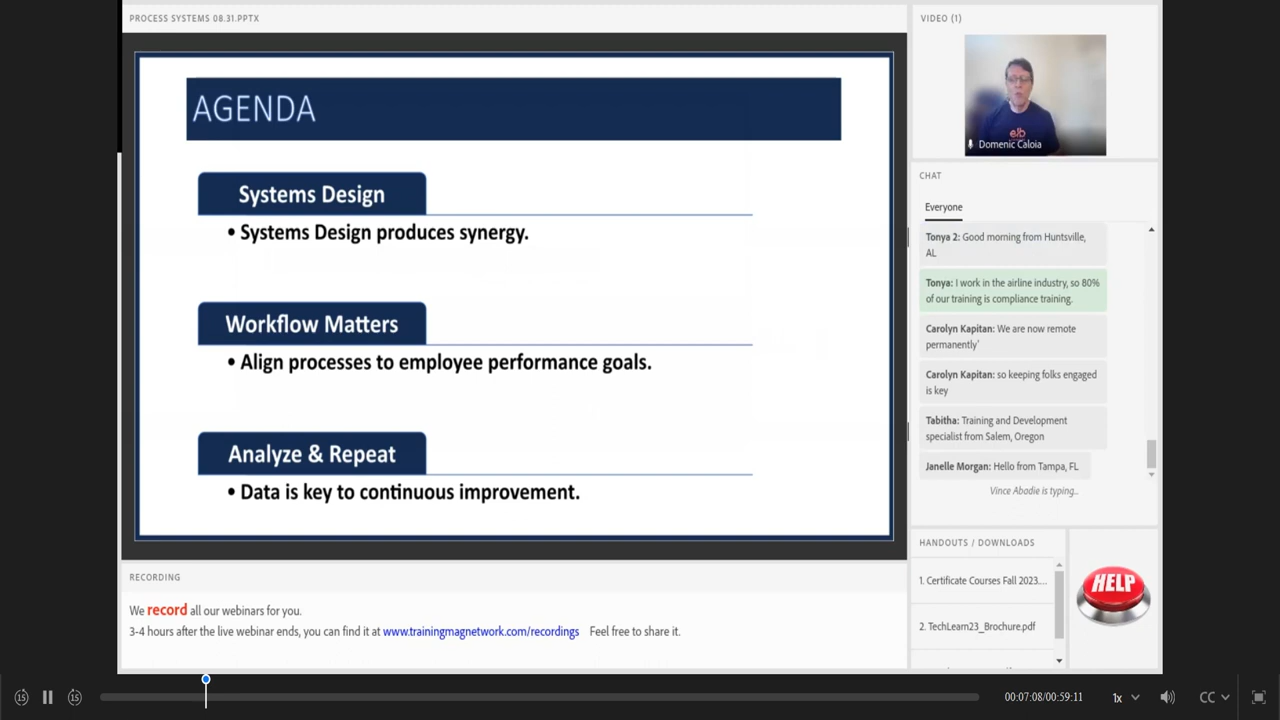 PROCESS SYSTEMS 08.31.PPTX
AGENDA
Systems Design
• Systems Design produces synergy.
Workflow Matters
• Align processes to employee performance goals.
Analyze & Repeat
• Data is key to continuous improvement.
RECORDING
We record all our webinars for you.
3-4 hours after the live webinar ends, you can find it at www.trainingmagnetwork.com/recordings Feel free to share it.
VIDEO (1)
elb
Domenic Caloia
CHAT
Everyone
Tonya 2: Good morning from Huntsville,
AL
Tonya: I work in the airline industry, so 80%
of our training is compliance training.
Carolyn Kapitan: We are now remote
permanently'
Carolyn Kapitan: so keeping folks engaged
is key
Tabitha: Training and Development
specialist from Salem, Oregon
Janelle Morgan: Hello from Tampa, FL
Vince Abadie is typing...
HANDOUTS / DOWNLOADS
1. Certificate Courses Fall 2023....
2. TechLearn23_Brochure.pdf
HELP
15
15
00:07:08/00:59:11
1x
CC